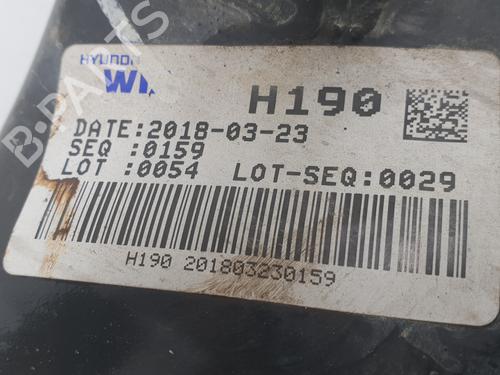 HYUNDAI
H190
DATE:2018-03-23
SEQ :0159
LOT :0054 LOT-SEQ:0029
H190 201803230159
B-PARTS